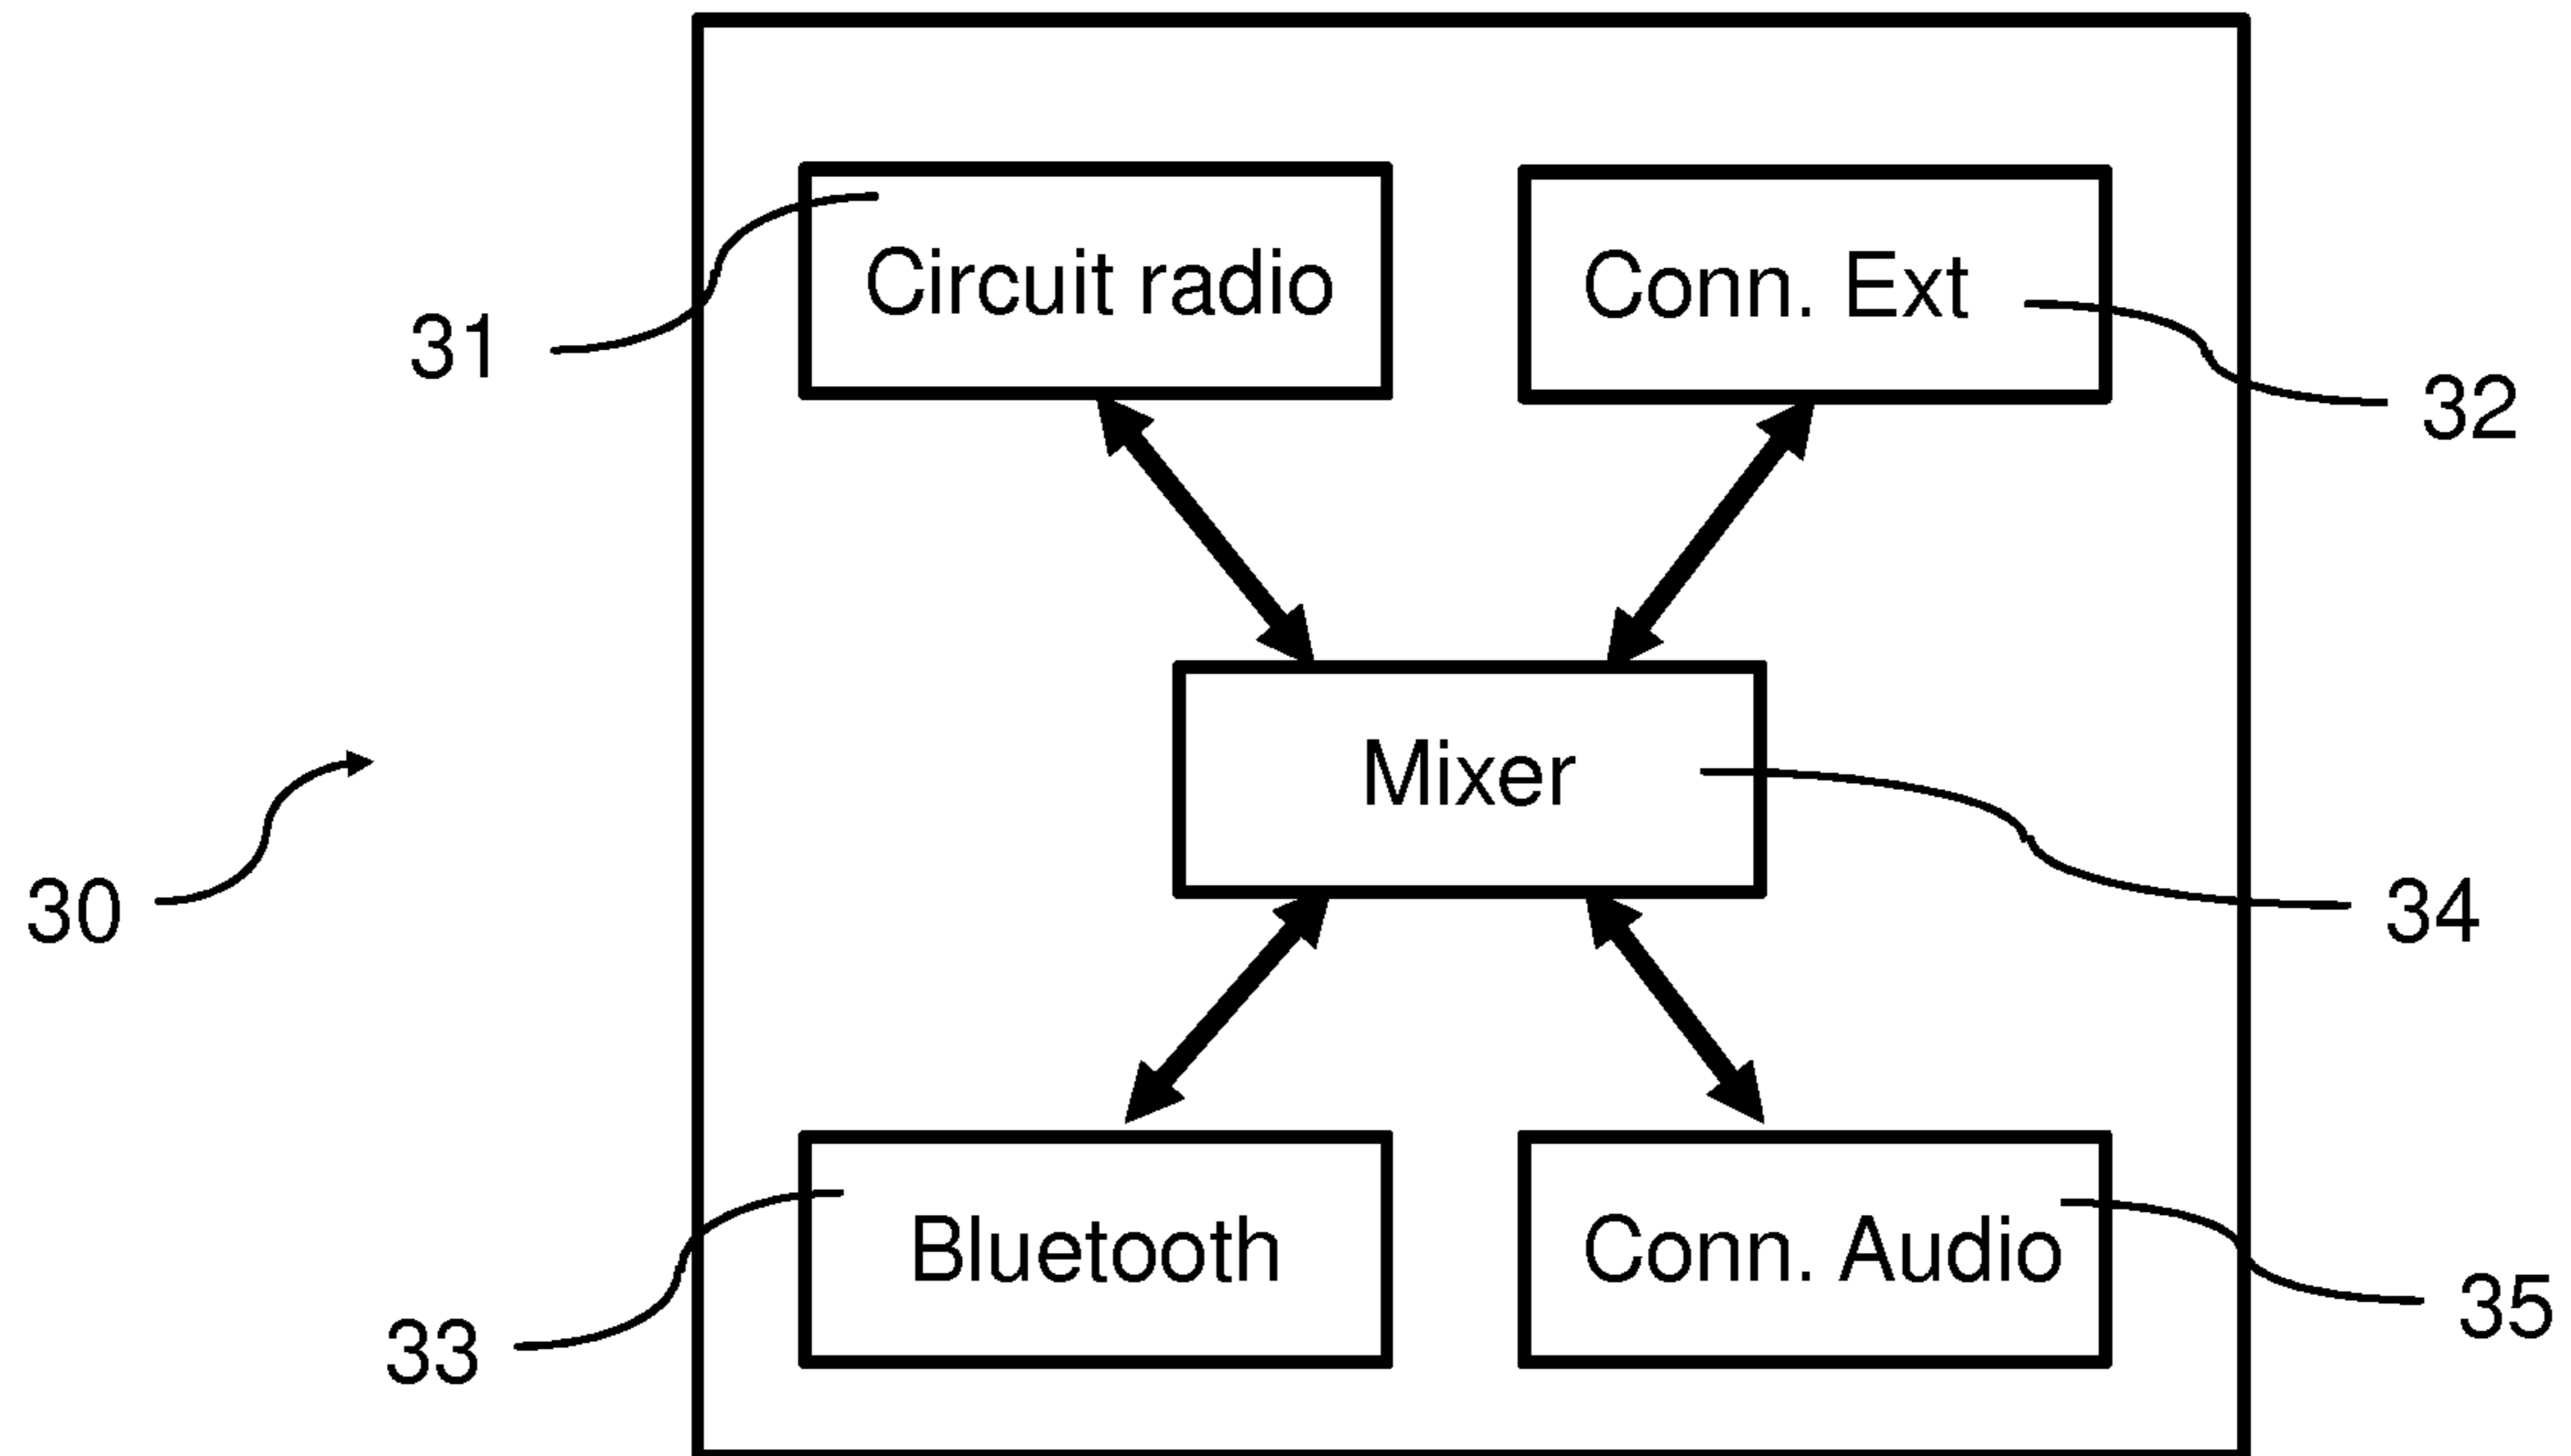 Circuit radio
Conn. Ext
31
32
Mixer
30
34
Bluetooth
Conn. Audio
33
35